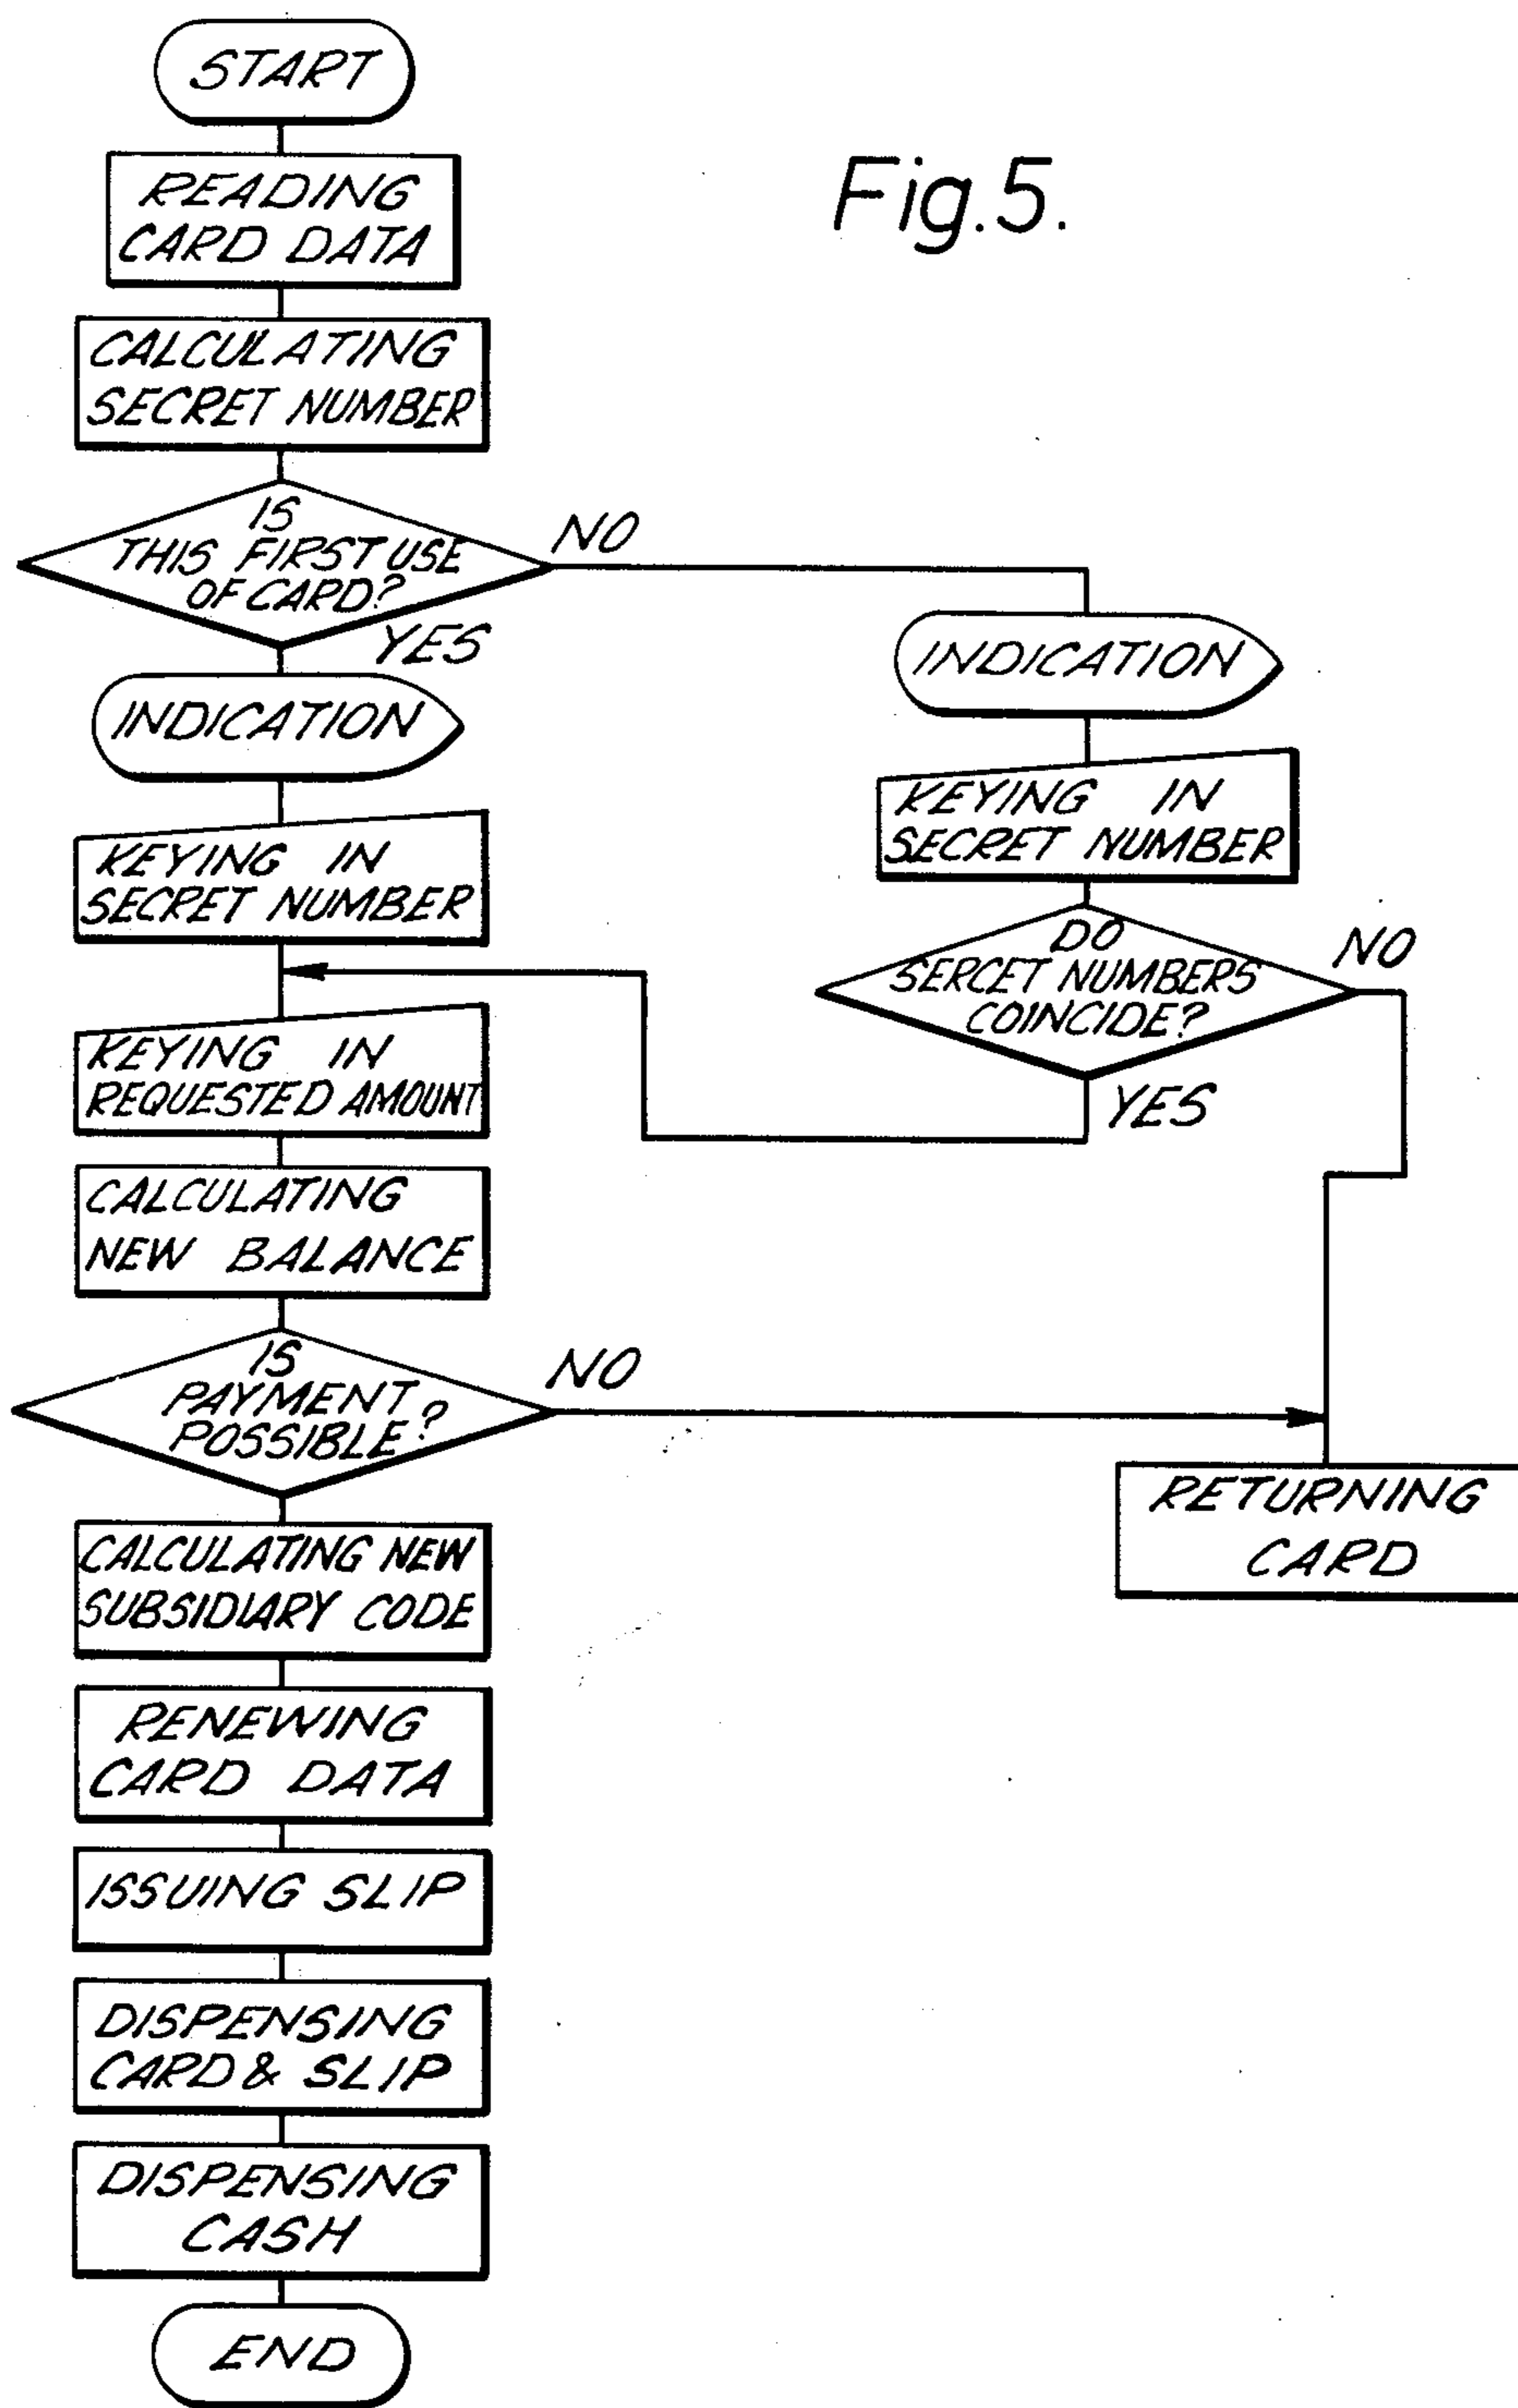 START
Fig.5.
READING
CARD DATA
CALCULATING
SECRET NUMBER
IS
THIS FIRST USE
OF CARD?
NO
YES
INDICATION
KEYING IN
SECRET NUMBER
INDICATION
KEYING IN
SECRET NUMBER
DO
SERCET NUMBERS
COINCIDE?
NO
YES
KEYING IN
REQUESTED AMOUNT
CALCULATING
NEW BALANCE
IS
PAYMENT
POSSIBLE?
NO
RETURNING
CARD
CALCULATING NEW
SUBSIDIARY CODE
RENEWING
CARD DATA
ISSUING SLIP
DISPENSING
CARD & SLIP
DISPENSING
CASH
END